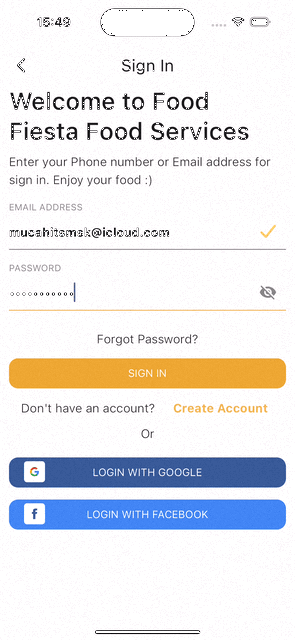 15:49
Sign In
Welcome to Food
Fiesta Food Services
Enter your Phone number or Email address for
sign in. Enjoy your food :)
EMAIL ADDRESS
mucahitsmsk@icloud.com
PASSWORD
Forgot Password?
SIGN IN
Don't have an account? Create Account
Or
G LOGIN WITH GOOGLE
f LOGIN WITH FACEBOOK